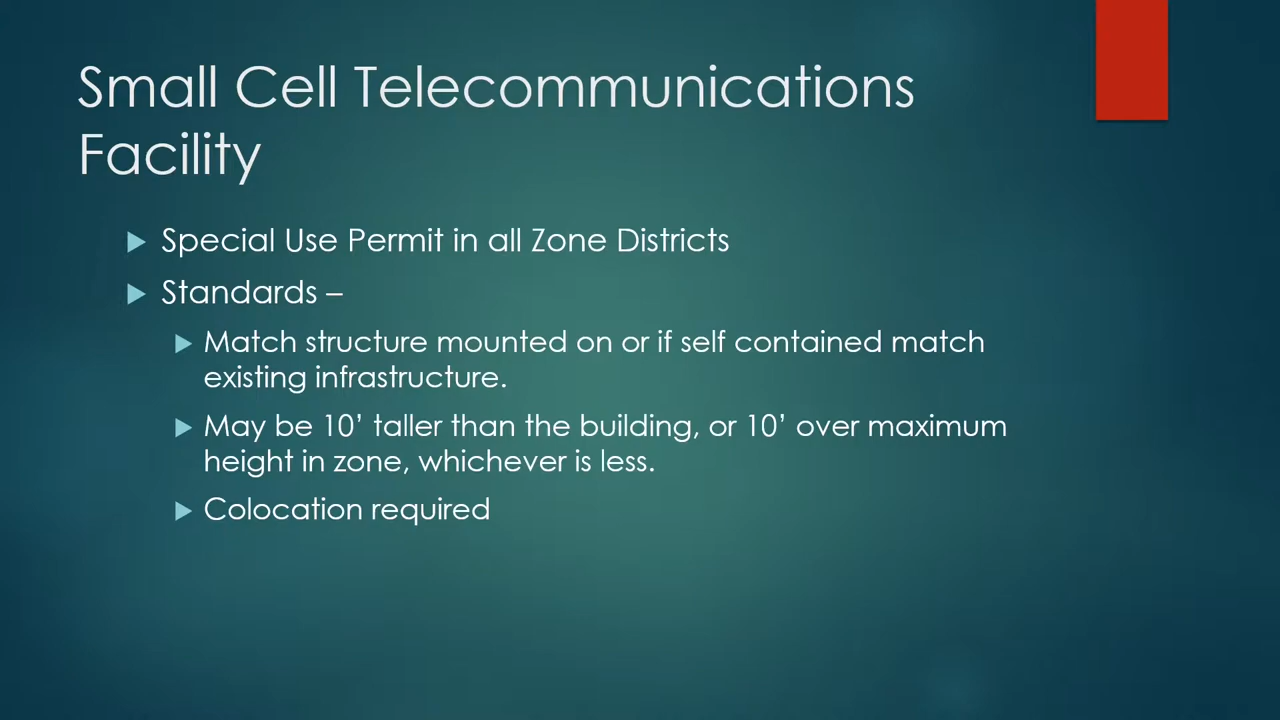 Small Cell Telecommunications
Facility
Special Use Permit in all Zone Districts
Standards –
Match structure mounted on or if self contained match
existing infrastructure.
May be 10’ taller than the building, or 10’ over maximum
height in zone, whichever is less.
Colocation required